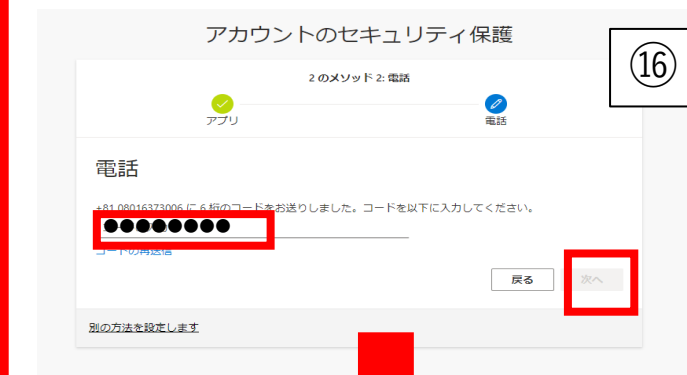 アカウントのセキュリティ保護
⑯
2 のメソッド 2: 電話
アプリ
電話
電話
+81 08016373006 に 6 桁のコードをお送りしました。コードを以下に入力してください。
●●●●●●●●
コードの再送信
戻る
次へ
別の方法を設定します